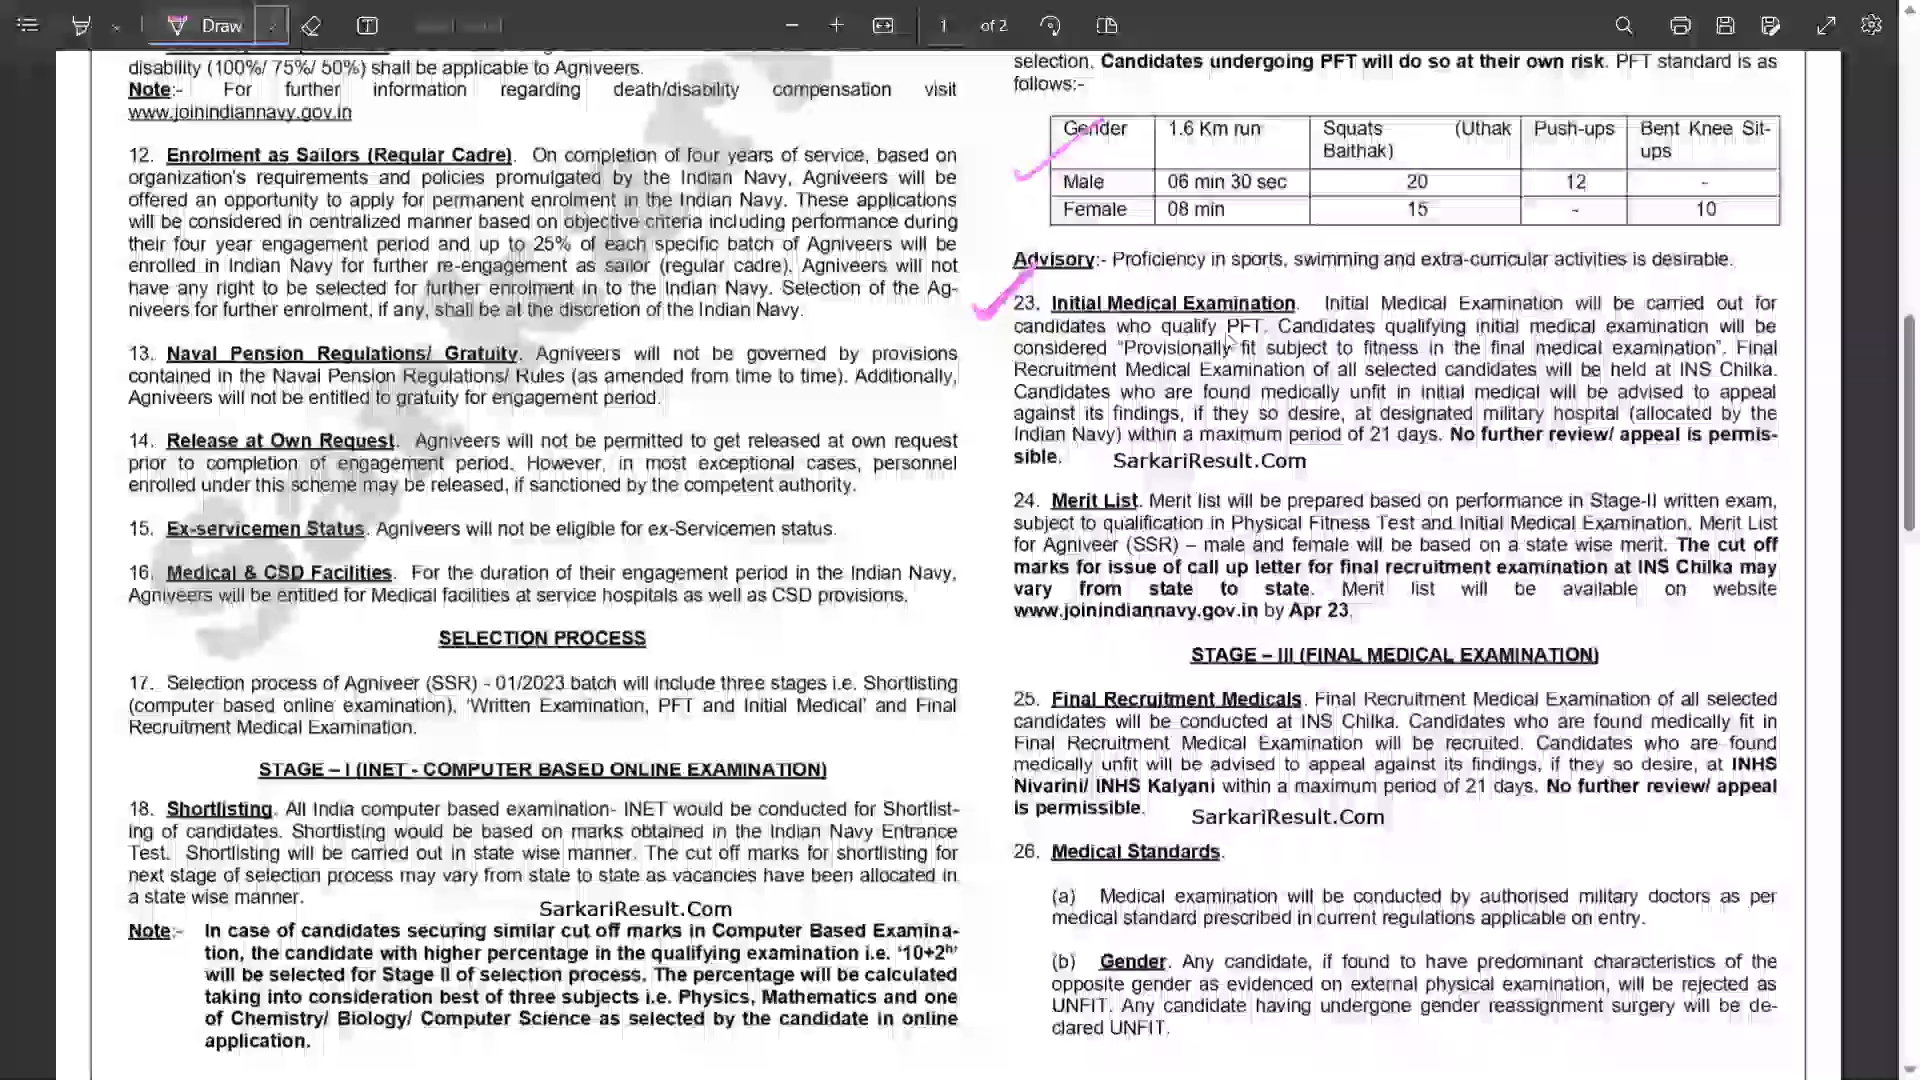 Draw
1
of 2
disability (100%/ 75%/ 50%) shall be applicable to Agniveers.
Note:- For further information regarding death/disability compensation visit
www.joinindiannavy.gov.in
12. Enrolment as Sailors (Regular Cadre). On completion of four years of service, based on
organization's requirements and policies promulgated by the Indian Navy, Agniveers will be
offered an opportunity to apply for permanent enrolment in the Indian Navy. These applications
will be considered in centralized manner based on objective criteria including performance during
their four year engagement period and up to 25% of each specific batch of Agniveers will be
enrolled in Indian Navy for further re-engagement as sailor (regular cadre). Agniveers will not
have any right to be selected for further enrolment in to the Indian Navy. Selection of the Ag-
niveers for further enrolment, if any, shall be at the discretion of the Indian Navy.
13. Naval Pension Regulations/ Gratuity. Agniveers will not be governed by provisions
contained in the Naval Pension Regulations/ Rules (as amended from time to time). Additionally,
Agniveers will not be entitled to gratuity for engagement period.
14. Release at Own Request. Agniveers will not be permitted to get released at own request
prior to completion of engagement period. However, in most exceptional cases, personnel
enrolled under this scheme may be released, if sanctioned by the competent authority.
15. Ex-servicemen Status. Agniveers will not be eligible for ex-Servicemen status.
16. Medical & CSD Facilities. For the duration of their engagement period in the Indian Navy,
Agniveers will be entitled for Medical facilities at service hospitals as well as CSD provisions.
SELECTION PROCESS
17. Selection process of Agniveer (SSR) - 01/2023 batch will include three stages i.e. Shortlisting
(computer based online examination), 'Written Examination, PFT and Initial Medical' and Final
Recruitment Medical Examination.
STAGE – I (INET - COMPUTER BASED ONLINE EXAMINATION)
18. Shortlisting. All India computer based examination- INET would be conducted for Shortlist-
ing of candidates. Shortlisting would be based on marks obtained in the Indian Navy Entrance
Test. Shortlisting will be carried out in state wise manner. The cut off marks for shortlisting for
next stage of selection process may vary from state to state as vacancies have been allocated in
a state wise manner.
SarkariResult.Com
Note:- In case of candidates securing similar cut off marks in Computer Based Examina-
tion, the candidate with higher percentage in the qualifying examination i.e. '10+2th'
will be selected for Stage II of selection process. The percentage will be calculated
taking into consideration best of three subjects i.e. Physics, Mathematics and one
of Chemistry/ Biology/ Computer Science as selected by the candidate in online
application.
selection. Candidates undergoing PFT will do so at their own risk. PFT standard is as
follows:-
Gender 1.6 Km run Squats (Uthak Baithak) Push-ups Bent Knee Sit-ups
Male 06 min 30 sec 20 12 -
Female 08 min 15 - 10
Advisory:- Proficiency in sports, swimming and extra-curricular activities is desirable.
23. Initial Medical Examination. Initial Medical Examination will be carried out for
candidates who qualify PFT. Candidates qualifying initial medical examination will be
considered "Provisionally fit subject to fitness in the final medical examination". Final
Recruitment Medical Examination of all selected candidates will be held at INS Chilka.
Candidates who are found medically unfit in initial medical will be advised to appeal
against its findings, if they so desire, at designated military hospital (allocated by the
Indian Navy) within a maximum period of 21 days. No further review/ appeal is permis-
sible.
SarkariResult.Com
24. Merit List. Merit list will be prepared based on performance in Stage-II written exam,
subject to qualification in Physical Fitness Test and Initial Medical Examination. Merit List
for Agniveer (SSR) – male and female will be based on a state wise merit. The cut off
marks for issue of call up letter for final recruitment examination at INS Chilka may
vary from state to state. Merit list will be available on website
www.joinindiannavy.gov.in by Apr 23.
STAGE – III (FINAL MEDICAL EXAMINATION)
25. Final Recruitment Medicals. Final Recruitment Medical Examination of all selected
candidates will be conducted at INS Chilka. Candidates who are found medically fit in
Final Recruitment Medical Examination will be recruited. Candidates who are found
medically unfit will be advised to appeal against its findings, if they so desire, at INHS
Nivarini/ INHS Kalyani within a maximum period of 21 days. No further review/ appeal
is permissible.
SarkariResult.Com
26. Medical Standards.
(a) Medical examination will be conducted by authorised military doctors as per
medical standard prescribed in current regulations applicable on entry.
(b) Gender. Any candidate, if found to have predominant characteristics of the
opposite gender as evidenced on external physical examination, will be rejected as
UNFIT. Any candidate having undergone gender reassignment surgery will be de-
clared UNFIT.